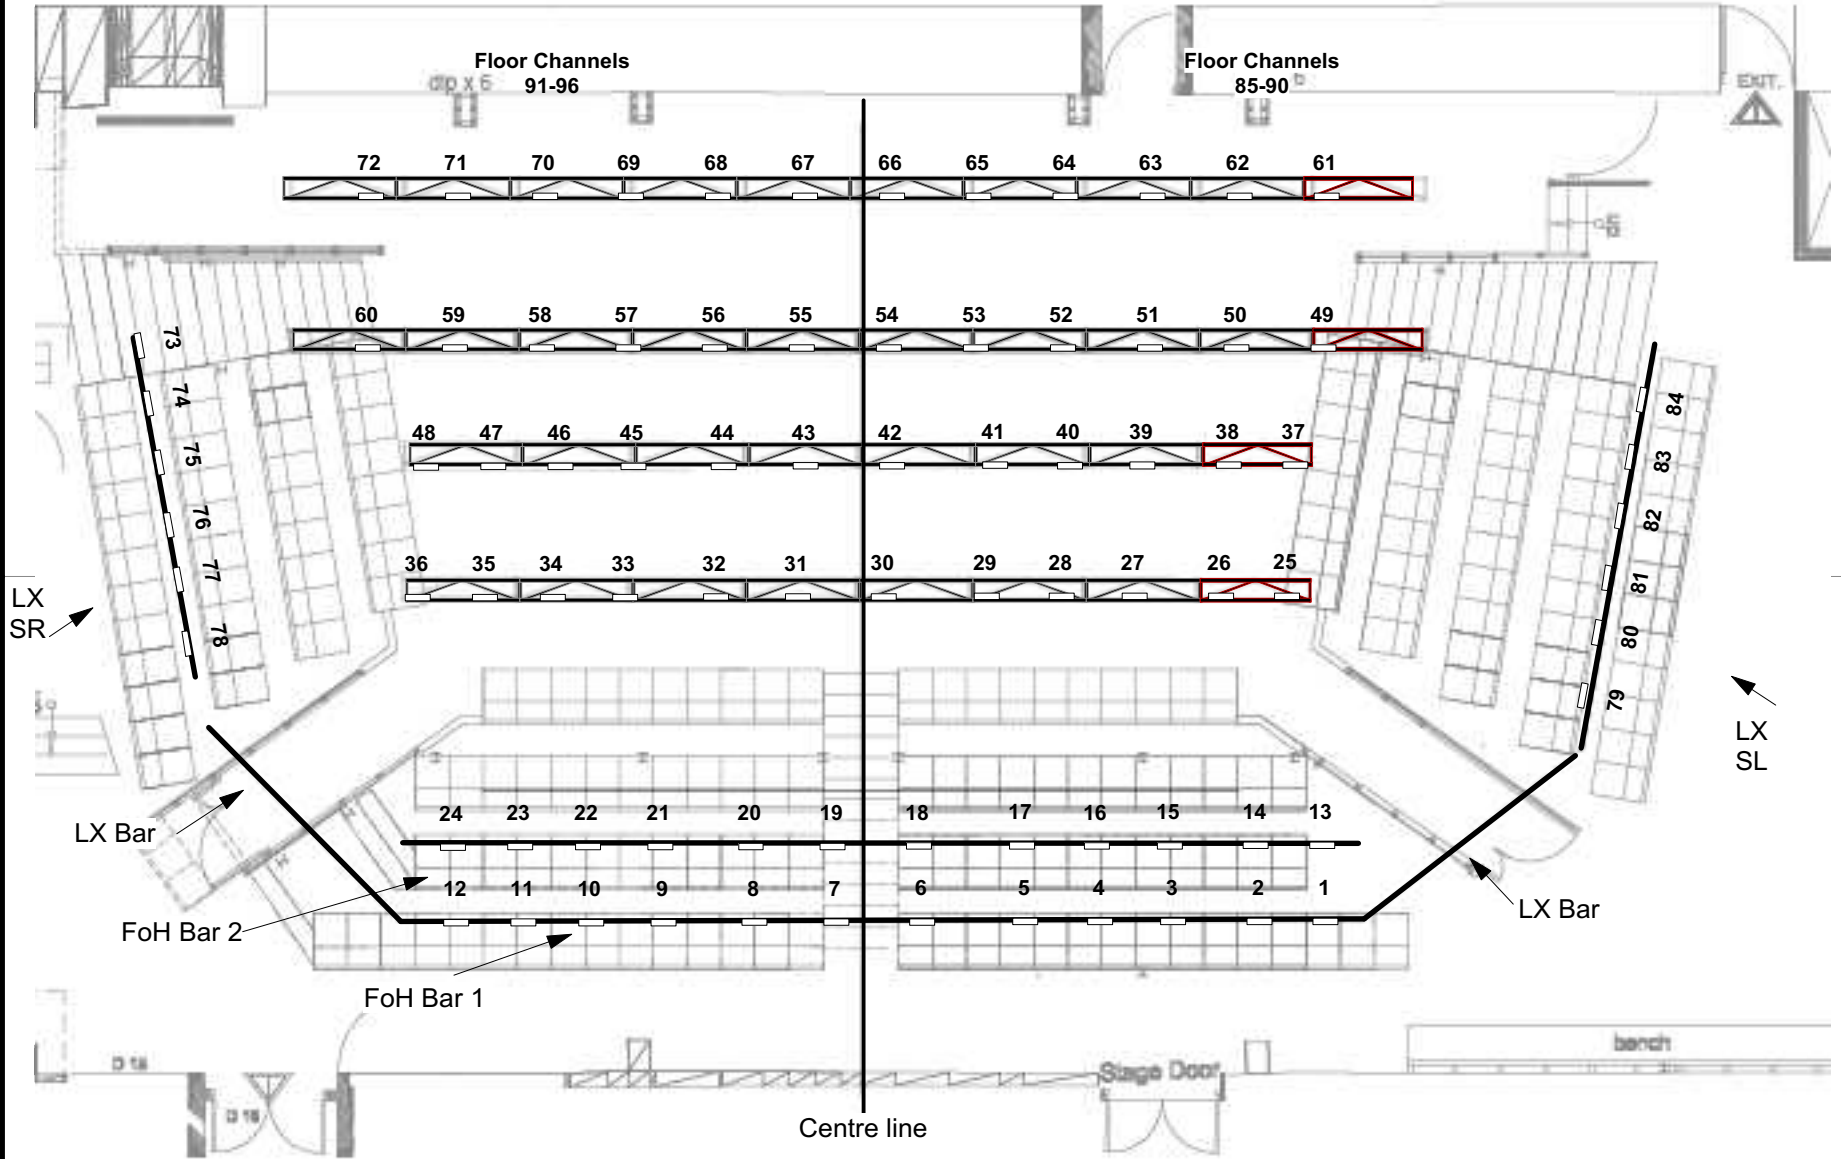 Floor Channels
91-96
Floor Channels
85-90
dip x 6
EXIT.
72 71 70 69 68 67 66 65 64 63 62 61
60 59 58 57 56 55 54 53 52 51 50 49
73
74
75
76
77
78
84
83
82
81
80
79
48 47 46 45 44 43 42 41 40 39 38 37
36 35 34 33 32 31 30 29 28 27 26 25
LX
SR
LX
SL
24 23 22 21 20 19 18 17 16 15 14 13
LX Bar
12 11 10 9 8 7 6 5 4 3 2 1
LX Bar
FoH Bar 2
FoH Bar 1
bench
Stage Door
Centre line